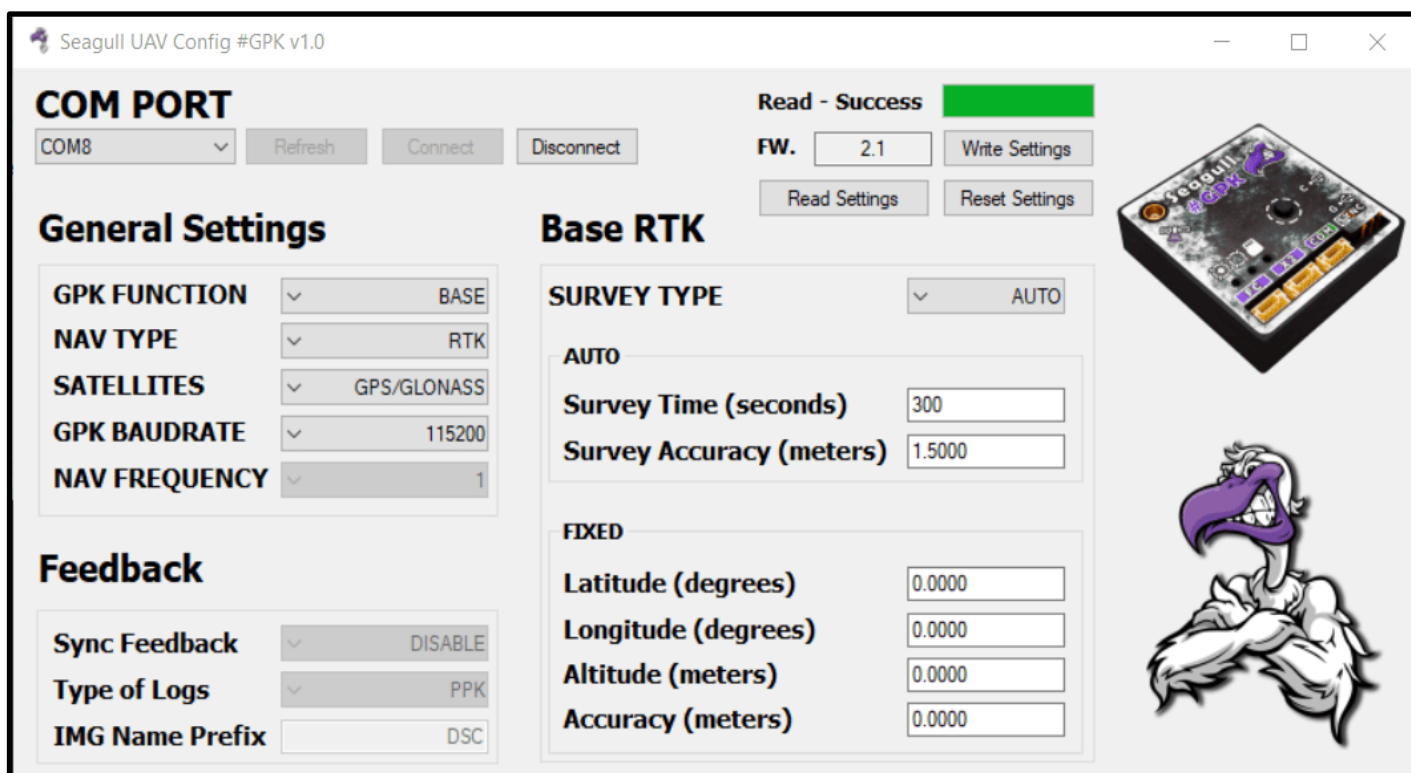 Seagull UAV Config #GPK v1.0
COM PORT
COM8
Refresh
Connect
Disconnect
Read - Success
FW.
2.1
Write Settings
Read Settings
Reset Settings
General Settings
GPK FUNCTION BASE
NAV TYPE RTK
SATELLITES GPS/GLONASS
GPK BAUDRATE 115200
NAV FREQUENCY 1
Feedback
Sync Feedback DISABLE
Type of Logs PPK
IMG Name Prefix DSC
Base RTK
SURVEY TYPE AUTO
AUTO
Survey Time (seconds) 300
Survey Accuracy (meters) 1.5000
FIXED
Latitude (degrees) 0.0000
Longitude (degrees) 0.0000
Altitude (meters) 0.0000
Accuracy (meters) 0.0000
Seagull
#GPK
COM